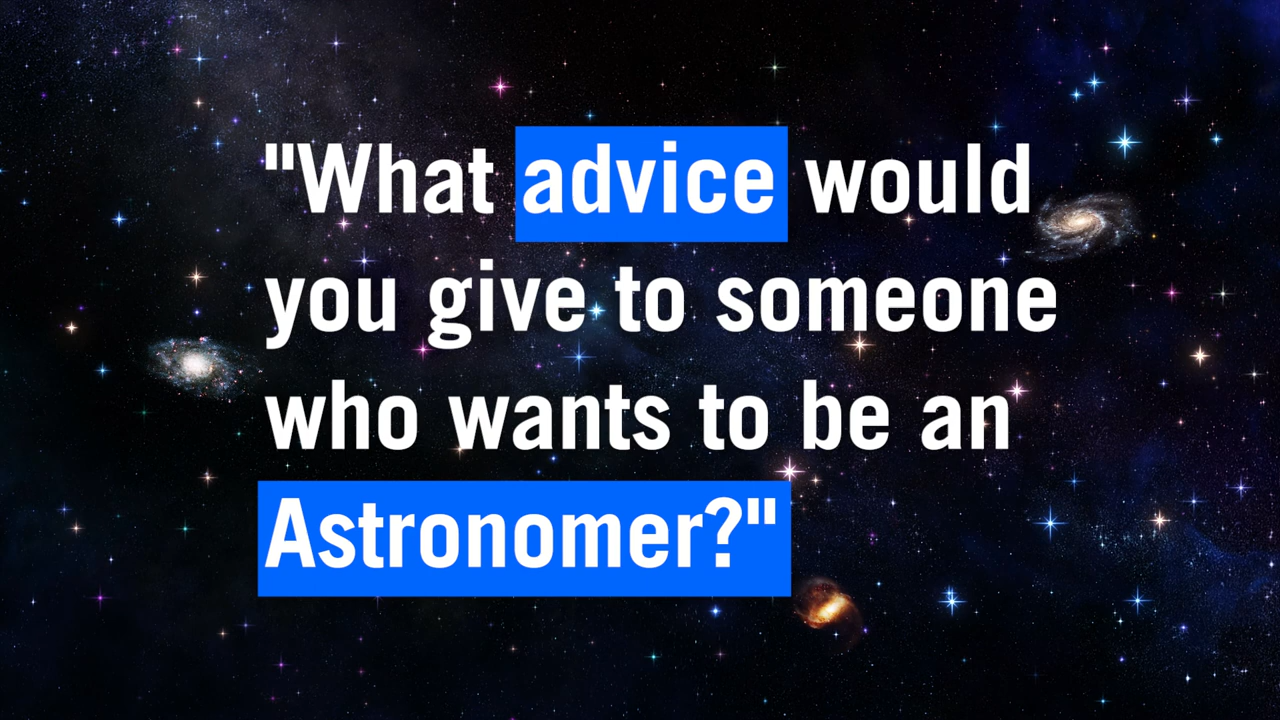 "What advice would
you give to someone
who wants to be an
Astronomer?"